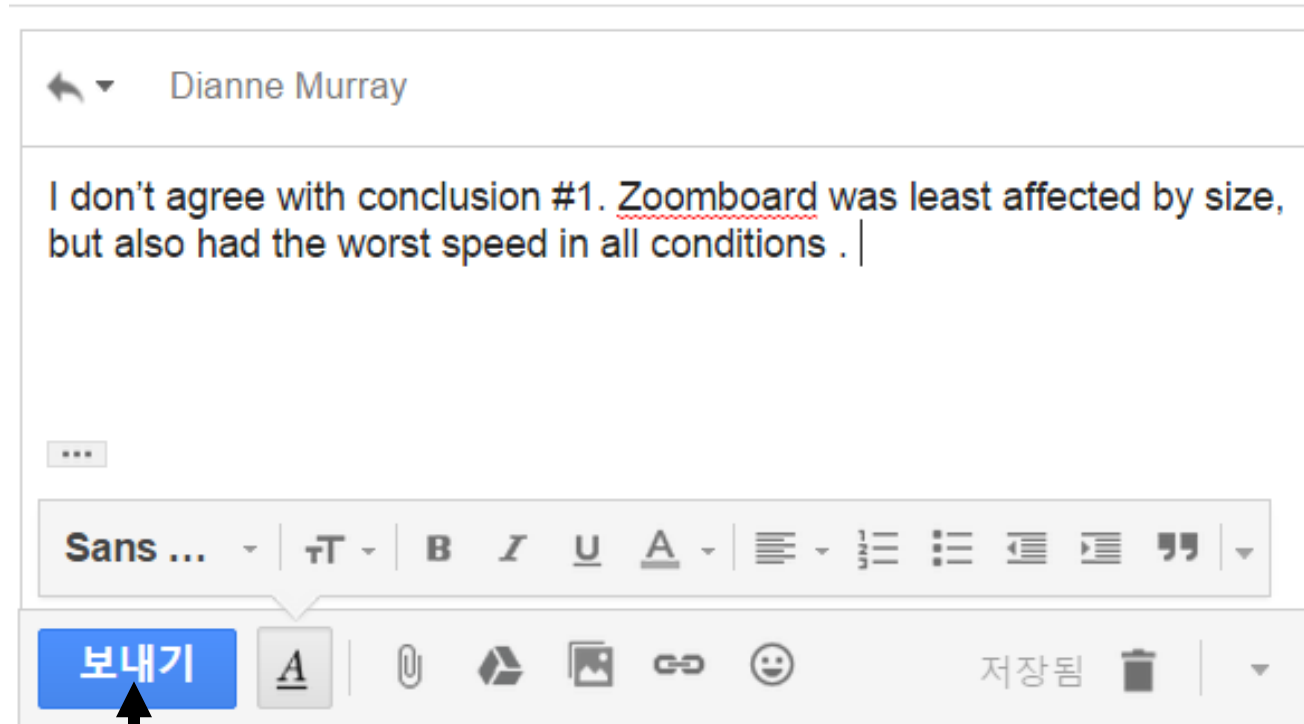 Dianne Murray
I don’t agree with conclusion #1. Zoomboard was least affected by size,
but also had the worst speed in all conditions .
Sans ...
보내기
저장됨